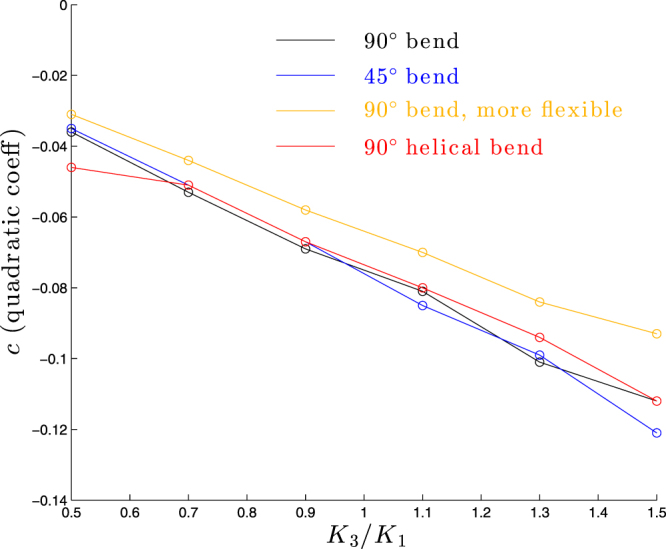 0
−0.02
−0.04
−0.06
−0.08
−0.1
−0.12
−0.14
c (quadratic coeff)
90° bend
45° bend
90° bend, more flexible
90° helical bend
0.5 0.6 0.7 0.8 0.9 1 1.1 1.2 1.3 1.4 1.5
K₃/K₁